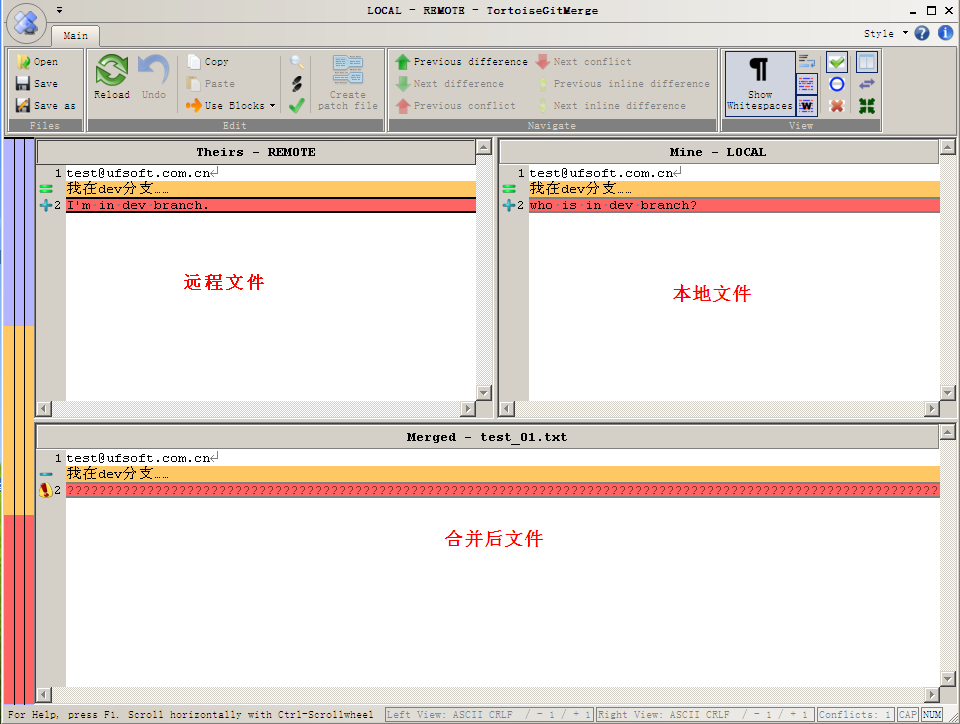 LOCAL - REMOTE - TortoiseGitMerge
Main
Style
Open
Save
Save as
Files
Reload
Undo
Copy
Paste
Use Blocks
Create patch file
Edit
Previous difference
Next difference
Previous conflict
Next conflict
Previous inline difference
Next inline difference
Navigate
Show Whitespaces
View
Theirs - REMOTE
1 test@ufsoft.com.cn
我在dev分支……
2 I'm in dev branch.
远程文件
Mine - LOCAL
1 test@ufsoft.com.cn
我在dev分支……
2 who is in dev branch?
本地文件
Merged - test_01.txt
1 test@ufsoft.com.cn
我在dev分支……
2 ????????????????????????????????????????????????????????????????????????????????????????????????????????????
合并后文件
For Help, press F1. Scroll horizontally with Ctrl-Scrollwheel
Left View: ASCII CRLF / - 1 / + 1
Right View: ASCII CRLF / - 1 / + 1
Conflicts: 1
CAP
NUM